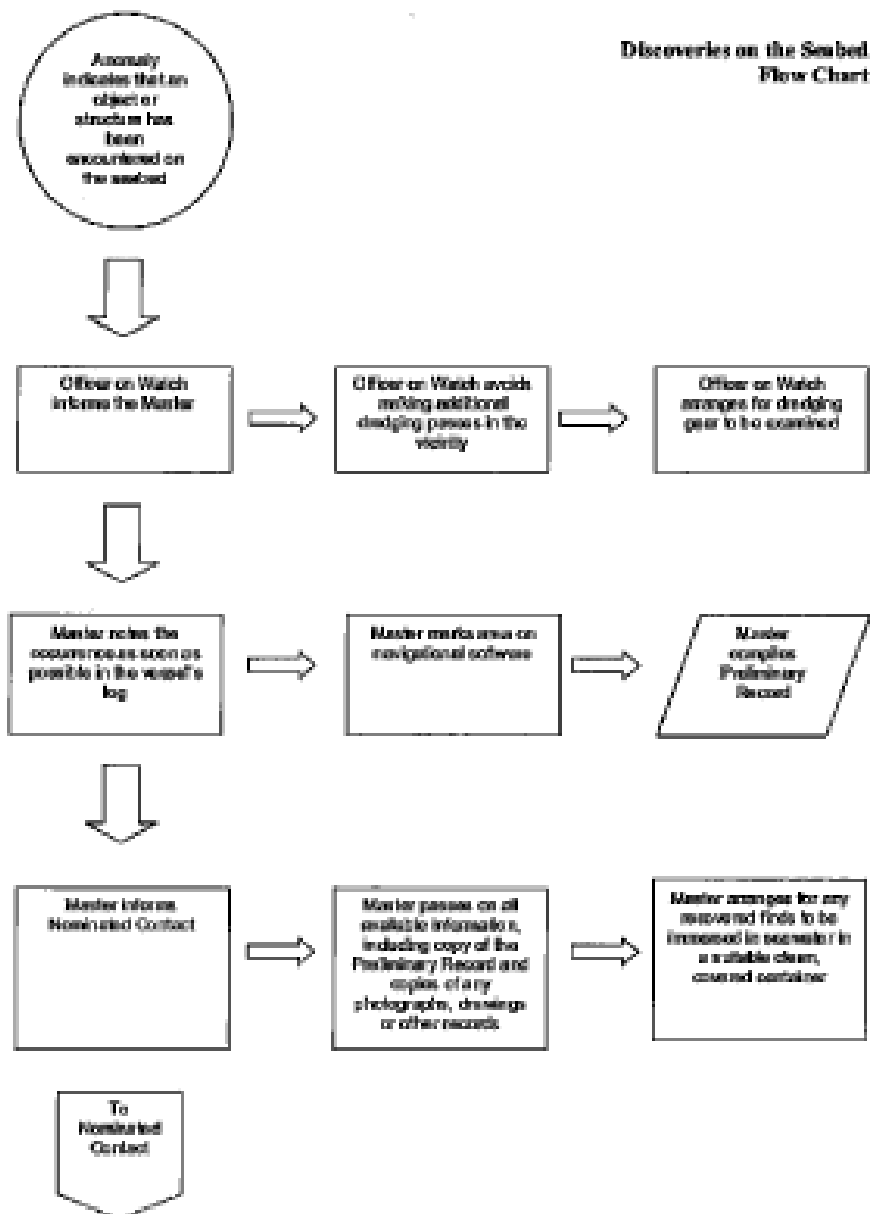 Discoveries on the Seabed
Flow Chart
Anomaly
indicates that an
object or
structure has
been
encountered on
the seabed
Officer on Watch
informs the Master
Officer on Watch avoids
making additional
dredging passes in the
vicinity
Officer on Watch
arranges for dredging
gear to be examined
Master notes the
occurrence as soon as
possible in the vessel's
log
Master marks area on
navigational software
Master
compiles
Preliminary
Record
Master informs
Nominated Contact
Master passes on all
available information,
including copy of the
Preliminary Record and
copies of any
photographs, drawings
or other records
Master arranges for any
recovered finds to be
immersed in seawater in
a suitable clean,
covered container
To
Nominated
Contact